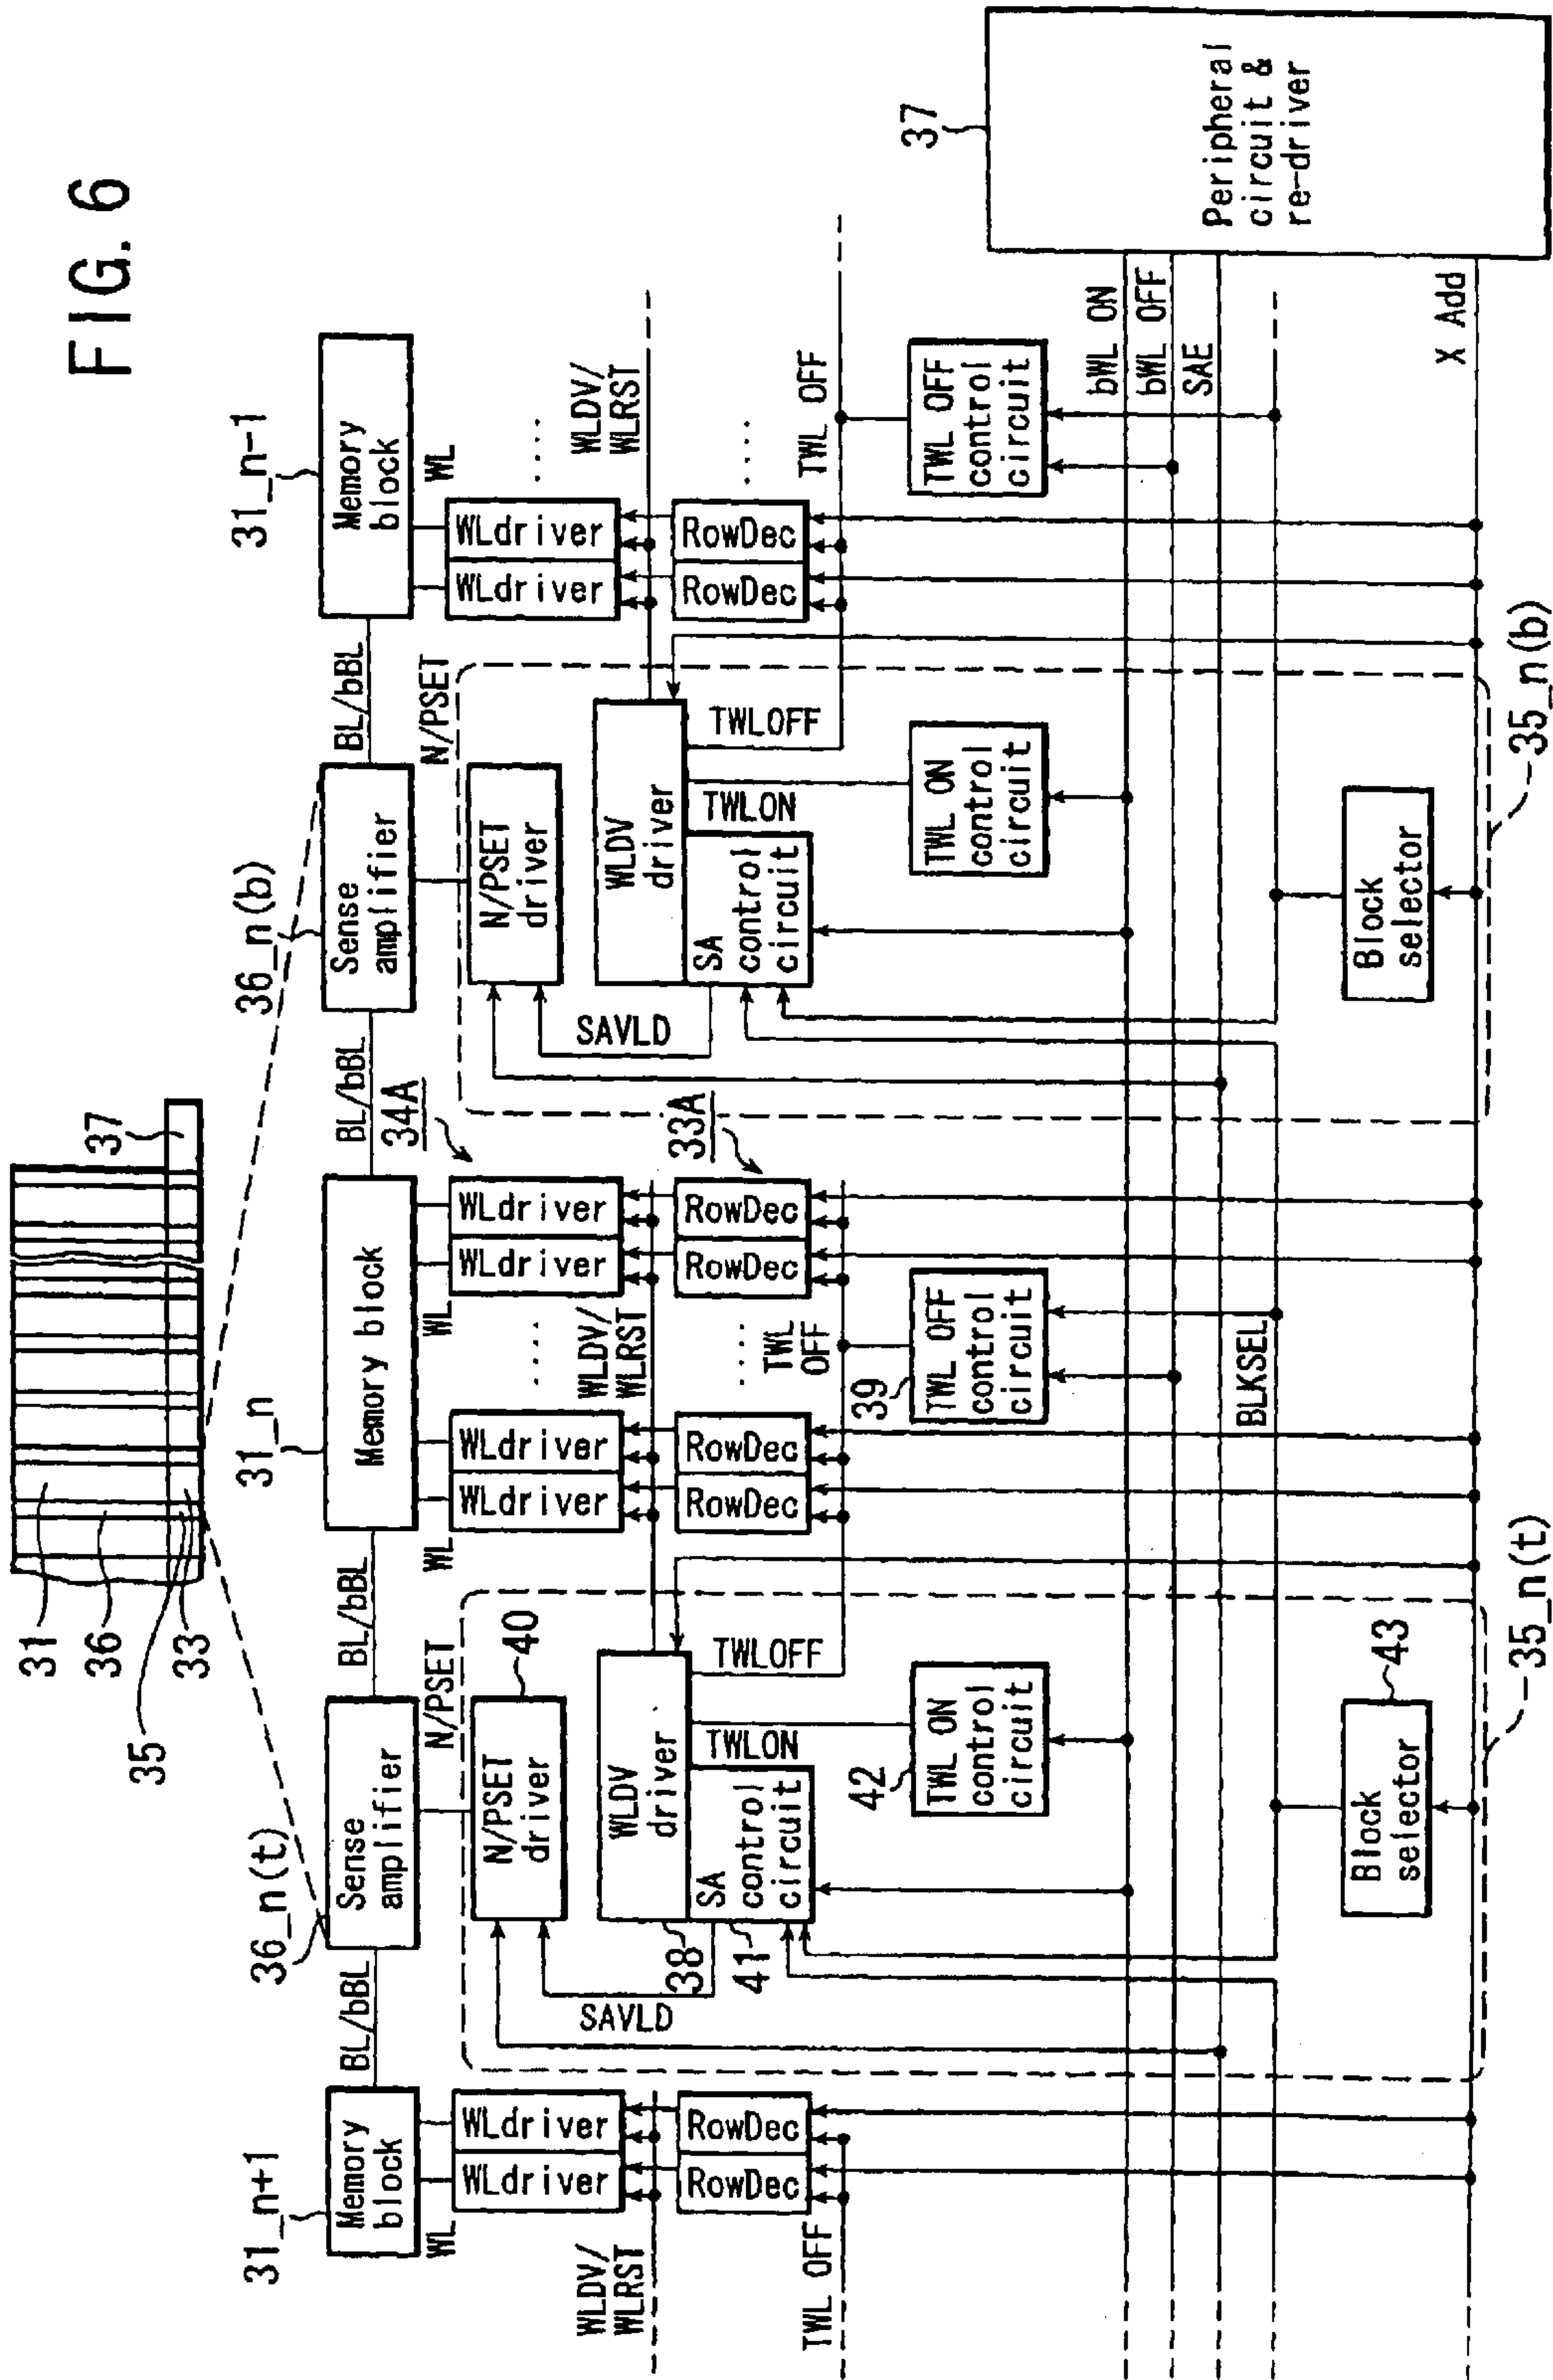 FIG. 6
31
36
35
33
37
31_n+1
36_n(t)
31_n
36_n(b)
31_n-1
Memory
block
BL/bBL
Sense
amplifier
BL/bBL
Memory block
BL/bBL
Sense
amplifier
BL/bBL
Memory
block
WL
N/PSET
WL
WL
34A
N/PSET
WL
WLdriver
WLdriver
N/PSET
driver
40
WLdriver
WLdriver
....
WLdriver
WLdriver
N/PSET
driver
WLdriver
WLdriver
....
WLDV/
WLRST
SAVLD
WLDV
driver
38
WLDV/
WLRST
SAVLD
WLDV
driver
WLDV/
WLRST
RowDec
RowDec
SA
control
circuit
41
TWLON
TWLOFF
RowDec
RowDec
....
RowDec
RowDec
33A
SA
control
circuit
TWLON
TWLOFF
RowDec
RowDec
....
TWL OFF
TWL
OFF
TWL OFF
42
TWL ON
control
circuit
39
TWL OFF
control
circuit
TWL ON
control
circuit
TWL OFF
control
circuit
37
bWL ON
bWL OFF
SAE
BLKSEL
Peripheral
circuit &
re-driver
Block
selector
43
Block
selector
X Add
35_n(t)
35_n(b)